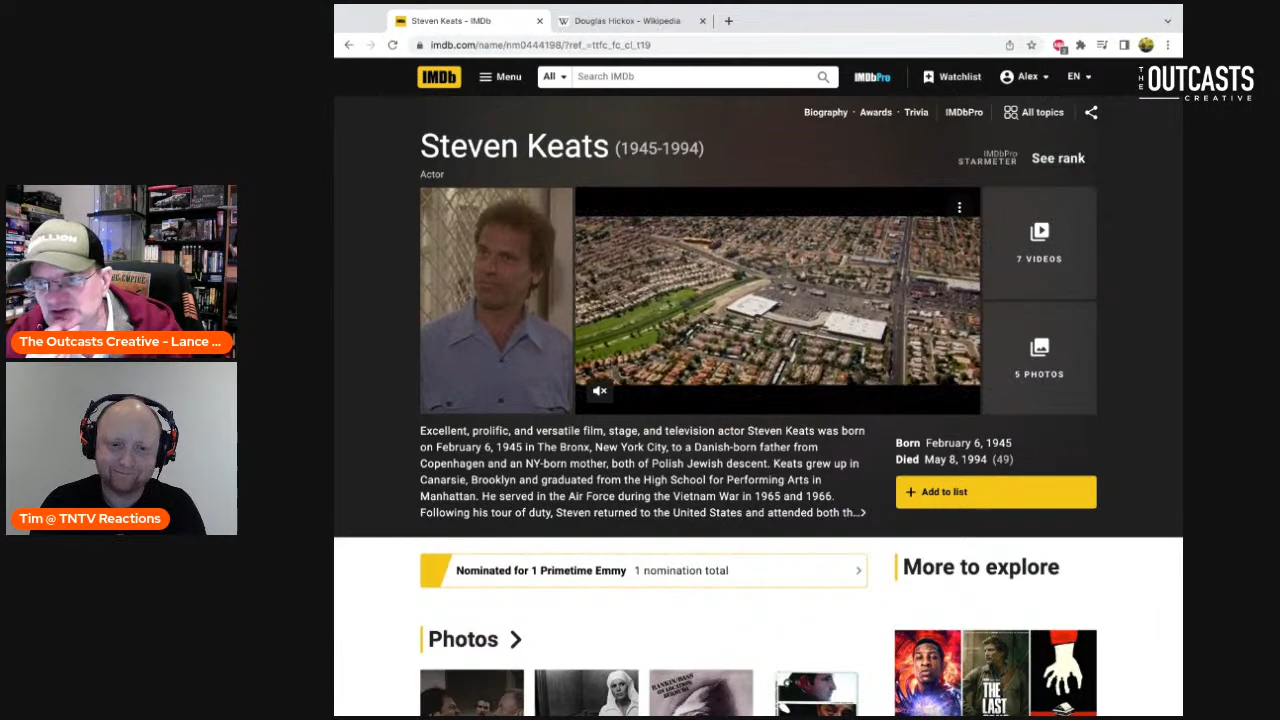 Steven Keats - IMDb
Douglas Hickox - Wikipedia
imdb.com/name/nm0444198/?ref_=ttfc_fc_cl_t19
IMDb
Menu
All
Search IMDb
IMDbPro
Watchlist
Alex
EN
THE OUTCASTS
CREATIVE
Biography · Awards · Trivia
IMDbPro
All topics
Steven Keats (1945-1994)
Actor
IMDbPro
STARMETER
See rank
7 VIDEOS
5 PHOTOS
The Outcasts Creative - Lance ...
Tim @ TNTV Reactions
Excellent, prolific, and versatile film, stage, and television actor Steven Keats was born
on February 6, 1945 in The Bronx, New York City, to a Danish-born father from
Copenhagen and an NY-born mother, both of Polish Jewish descent. Keats grew up in
Canarsie, Brooklyn and graduated from the High School for Performing Arts in
Manhattan. He served in the Air Force during the Vietnam War in 1965 and 1966.
Following his tour of duty, Steven returned to the United States and attended both th...
Born February 6, 1945
Died May 8, 1994 (49)
+ Add to list
Nominated for 1 Primetime Emmy 1 nomination total
More to explore
Photos
RANKIN/BASS
ON LOCATION
BERMUDA
THE
LAST